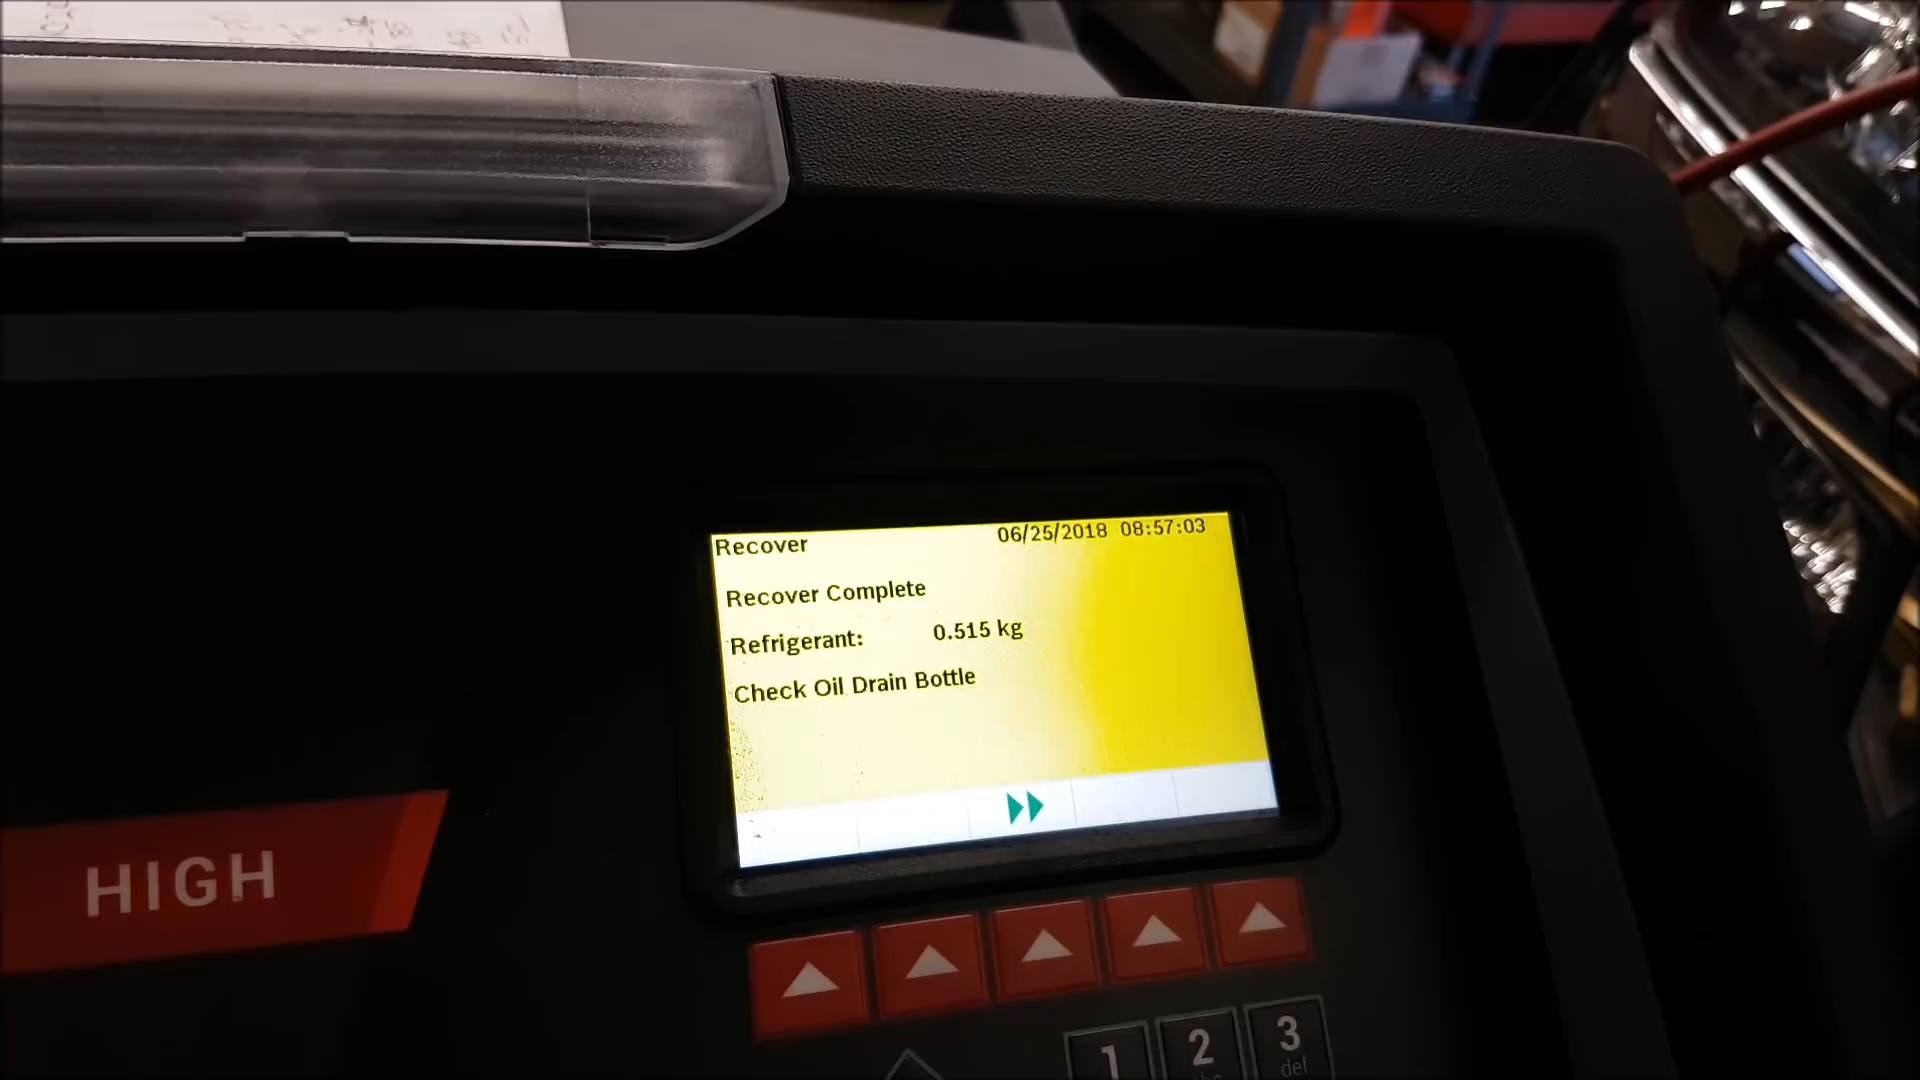 Recover 06/25/2018 08:57:03
Recover Complete
Refrigerant: 0.515 kg
Check Oil Drain Bottle
HIGH
1 2 3
def